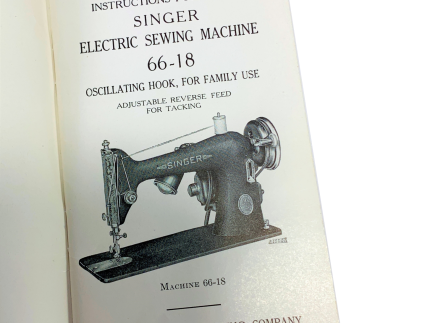 INSTRUCTIONS
SINGER
ELECTRIC SEWING MACHINE
66-18
OSCILLATING HOOK, FOR FAMILY USE
ADJUSTABLE REVERSE FEED
FOR TACKING
SINGER
MACHINE 66-18
COMPANY